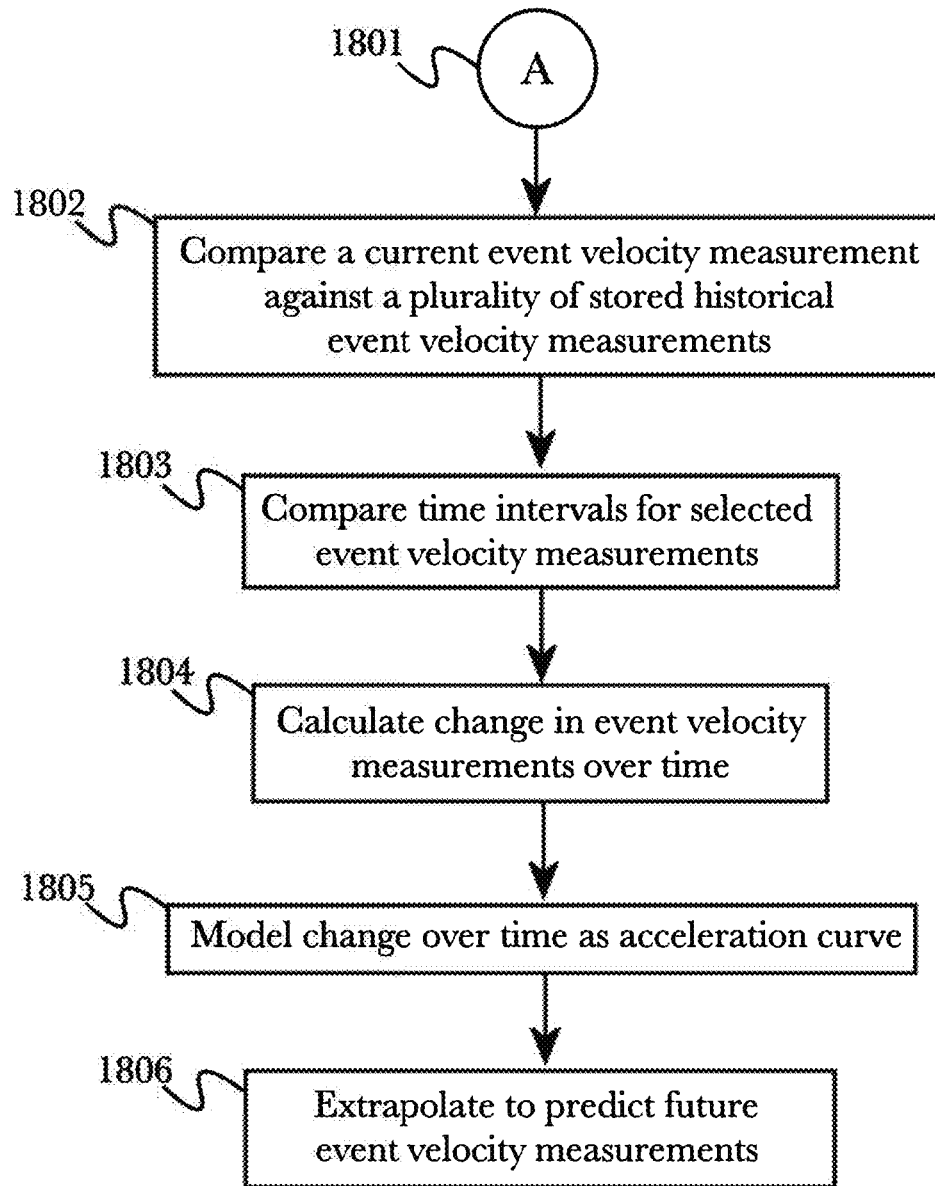 1801
A
1802
Compare a current event velocity measurement
against a plurality of stored historical
event velocity measurements
1803
Compare time intervals for selected
event velocity measurements
1804
Calculate change in event velocity
measurements over time
1805
Model change over time as acceleration curve
1806
Extrapolate to predict future
event velocity measurements